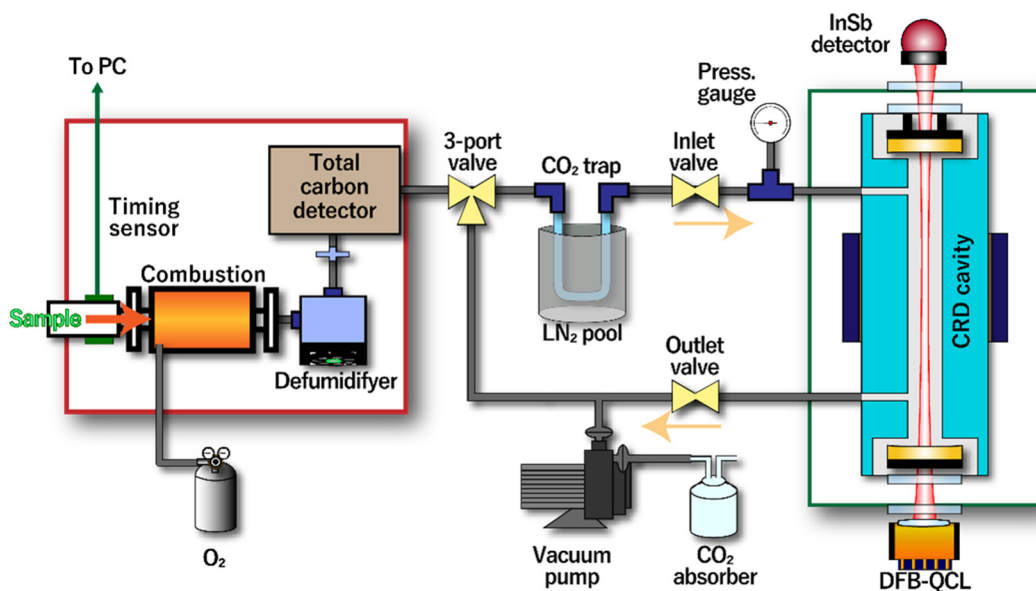 InSb
detector
To PC
Press.
gauge
3-port
valve
CO₂ trap
Inlet
valve
Total
carbon
detector
Timing
sensor
Combustion
Sample
CRD cavity
LN₂ pool
Outlet
valve
Defumidifyer
O₂
Vacuum
pump
CO₂
absorber
DFB-QCL